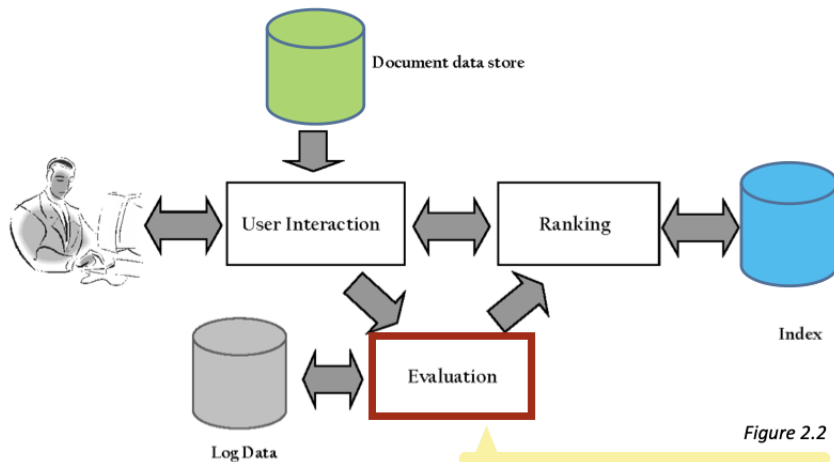 Document data store
User Interaction
Ranking
Evaluation
Index
Figure 2.2
Log Data